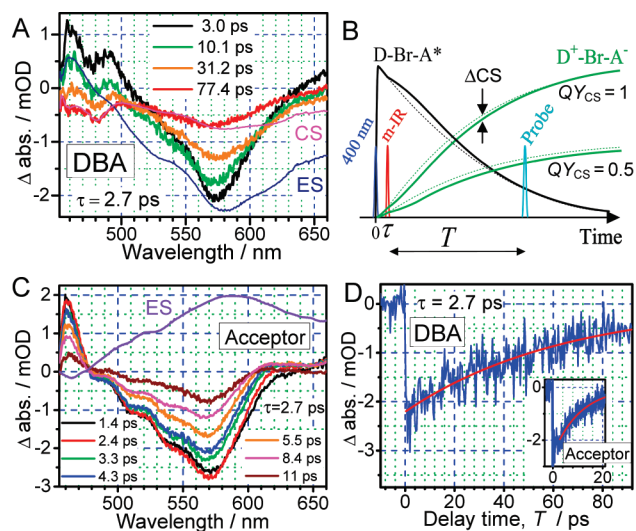 A
3.0 ps
10.1 ps
31.2 ps
77.4 ps
CS
ES
DBA
τ = 2.7 ps
Δ abs. / mOD
1
0
-1
-2
500 550 600 650
Wavelength / nm
B
D-Br-A*
D⁺-Br-A⁻
ΔCS
QY_CS = 1
QY_CS = 0.5
400 nm
m-IR
Probe
0 τ
Time
T
C
ES
Acceptor
τ=2.7 ps
1.4 ps
2.4 ps
3.3 ps
4.3 ps
5.5 ps
8.4 ps
11 ps
Δ abs. / mOD
2
1
0
-1
-2
-3
500 550 600 650
Wavelength / nm
D
τ = 2.7 ps
DBA
Δ abs. / mOD
0
-1
-2
-3
0 20 40 60 80
Delay time, T / ps
0
-2
Acceptor
0 20